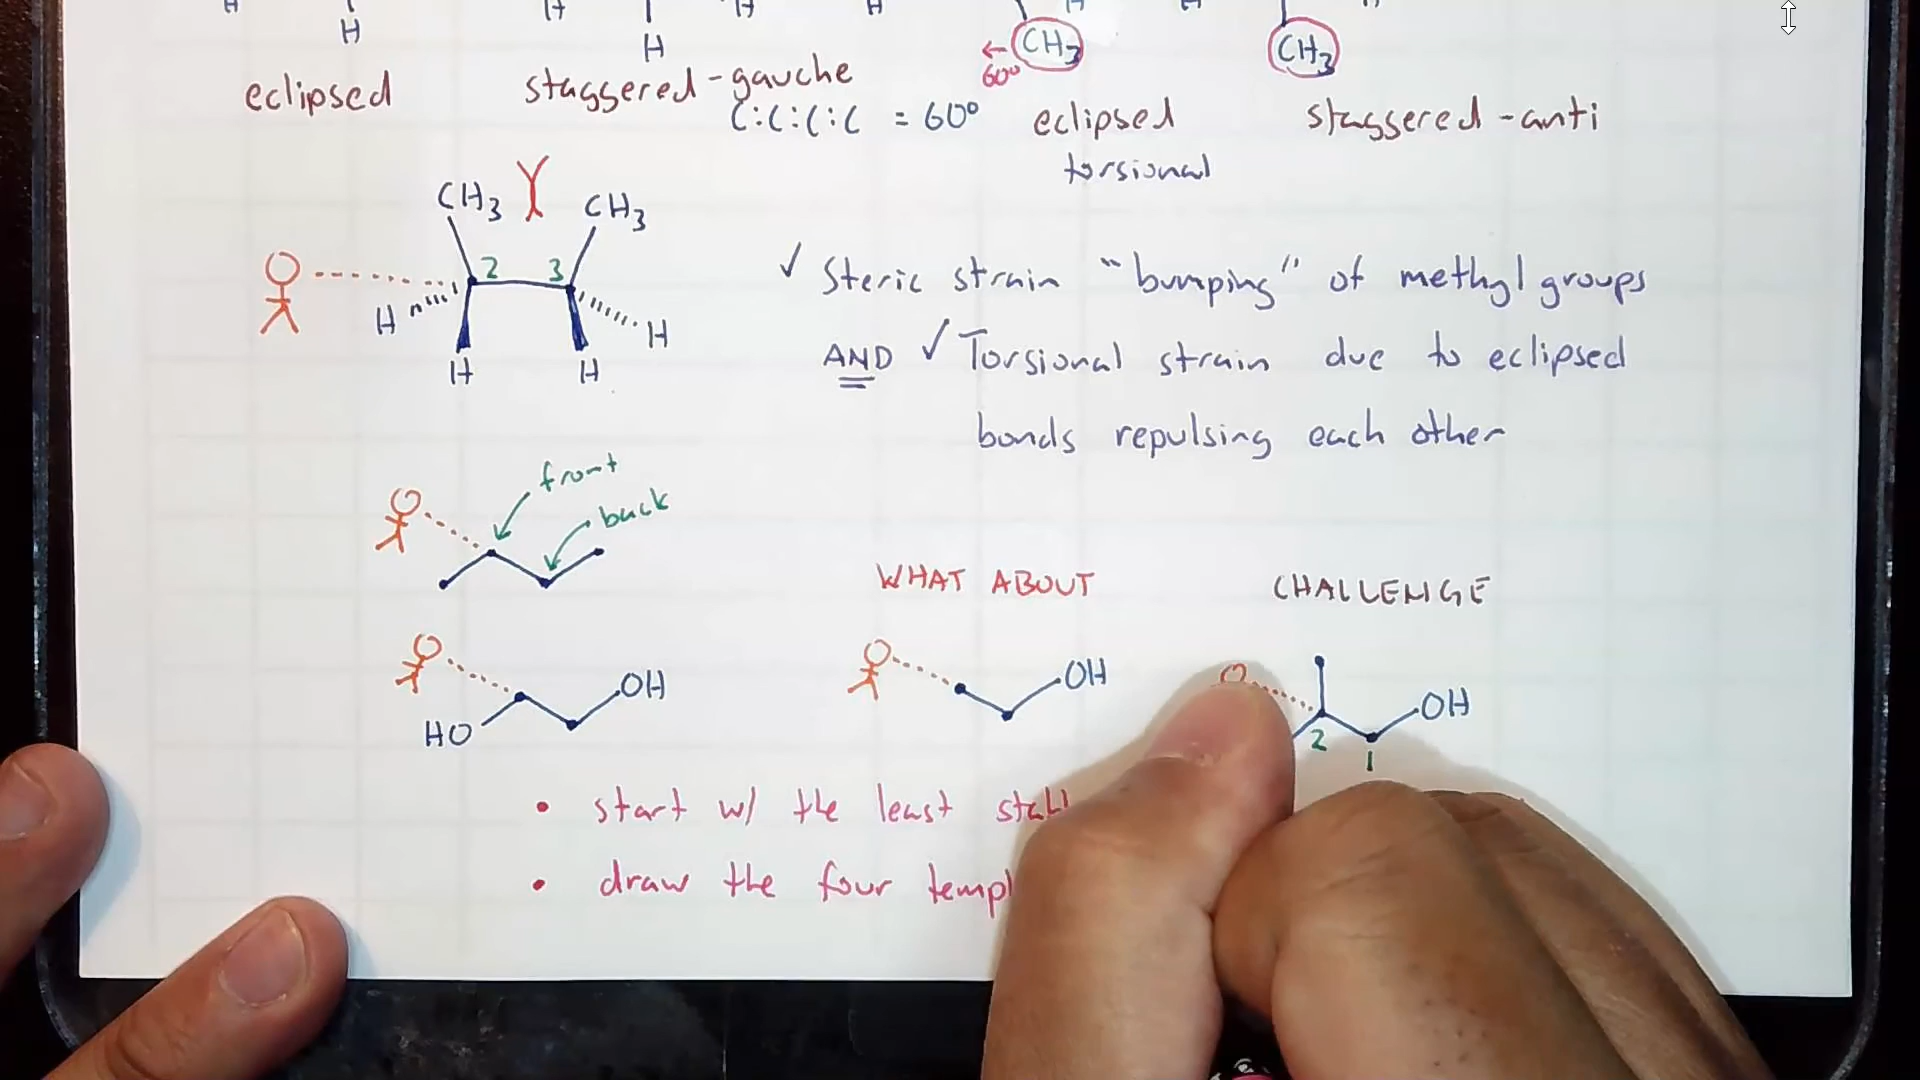 H H H H H H H H H
CH3
60°
CH3
eclipsed
staggered-gauche
C:C:C:C = 60°
eclipsed
torsional
staggered-anti
CH3 CH3
2 3
H H
H H
✓ Steric strain "bumping" of methyl groups
AND ✓ Torsional strain due to eclipsed
bonds repulsing each other
front
back
WHAT ABOUT
CHALLENGE
HO OH
OH
OH
2
1
• start w/ the least
• draw the four